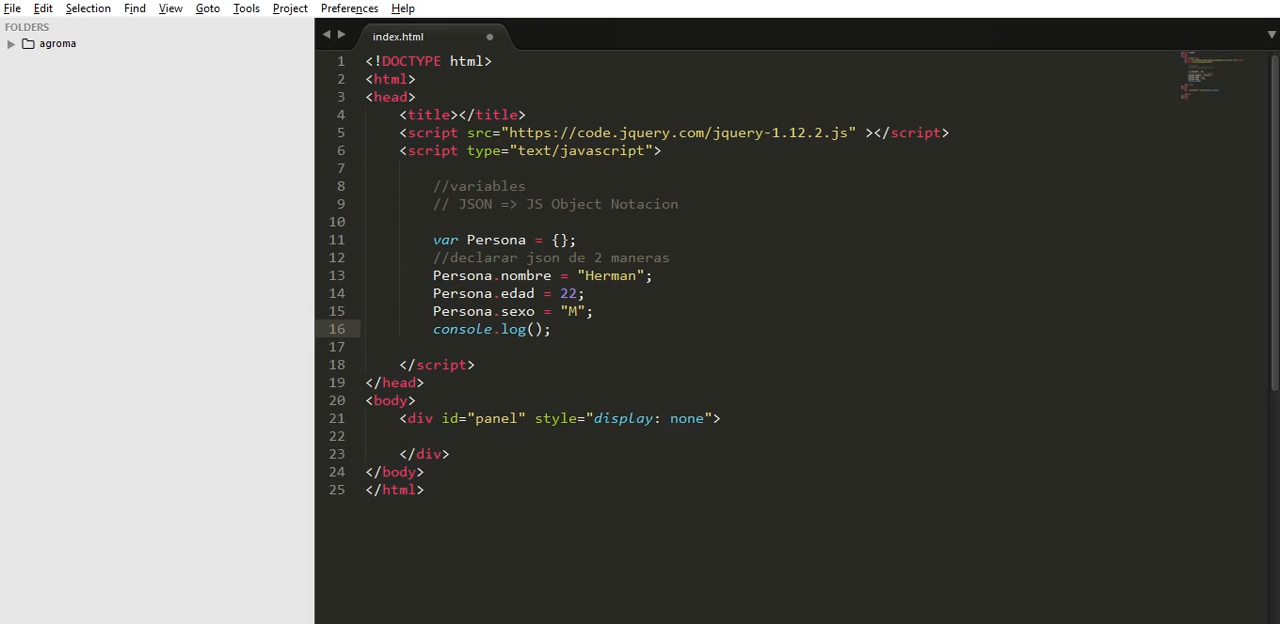 File Edit Selection Find View Goto Tools Project Preferences Help
FOLDERS
agroma
index.html
1 <!DOCTYPE html>
2 <html>
3 <head>
4 <title></title>
5 <script src="https://code.jquery.com/jquery-1.12.2.js" ></script>
6 <script type="text/javascript">
7
8 //variables
9 // JSON => JS Object Notacion
10
11 var Persona = {};
12 //declarar json de 2 maneras
13 Persona.nombre = "Herman";
14 Persona.edad = 22;
15 Persona.sexo = "M";
16 console.log();
17
18 </script>
19 </head>
20 <body>
21 <div id="panel" style="display: none">
22
23 </div>
24 </body>
25 </html>